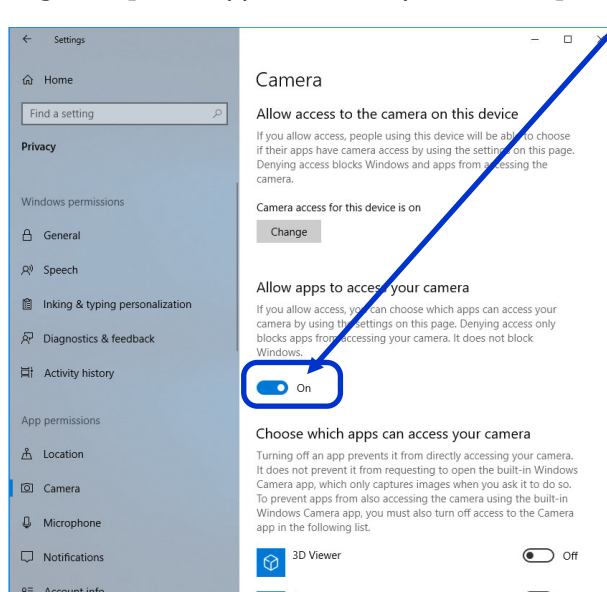 Settings
Home
Find a setting
Privacy
Windows permissions
General
Speech
Inking & typing personalization
Diagnostics & feedback
Activity history
App permissions
Location
Camera
Microphone
Notifications
Account info
Camera
Allow access to the camera on this device
If you allow access, people using this device will be able to choose
if their apps have camera access by using the settings on this page.
Denying access blocks Windows and apps from accessing the
camera.
Camera access for this device is on
Change
Allow apps to access your camera
If you allow access, you can choose which apps can access your
camera by using the settings on this page. Denying access only
blocks apps from accessing your camera. It does not block
Windows.
On
Choose which apps can access your camera
Turning off an app prevents it from directly accessing your camera.
It does not prevent it from requesting to open the built-in Windows
Camera app, which only captures images when you ask it to do so.
To prevent apps from also accessing the camera using the built-in
Windows Camera app, you must also turn off access to the Camera
app in the following list.
3D Viewer
Off